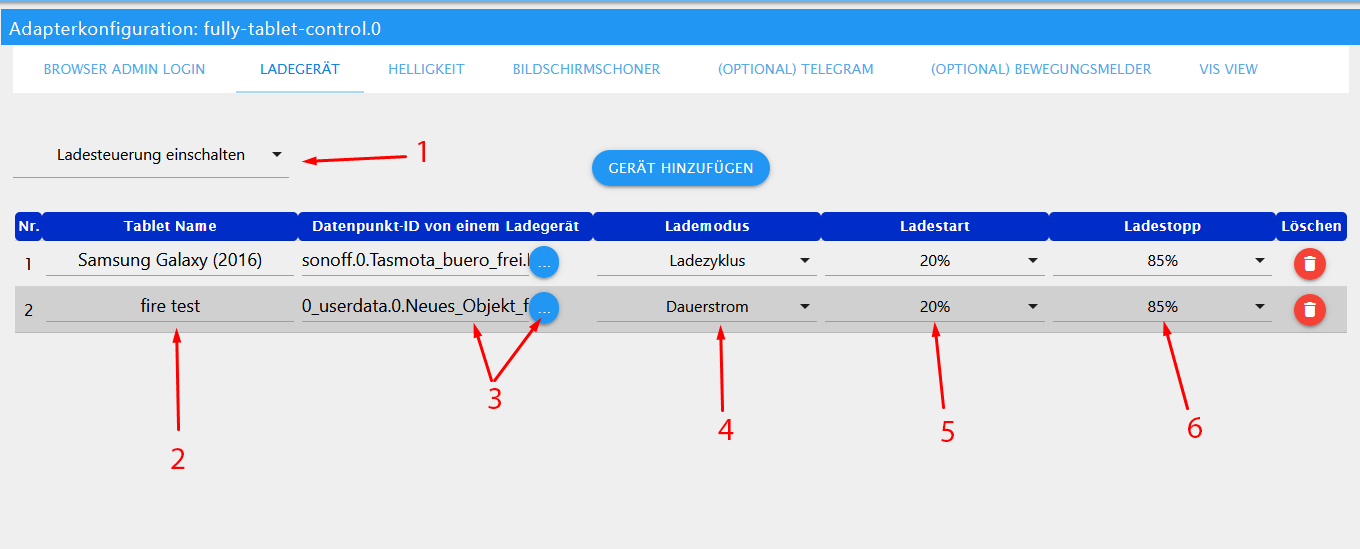 Adapterkonfiguration: fully-tablet-control.0
BROWSER ADMIN LOGIN LADEGERÄT HELLIGKEIT BILDSCHIRMSCHONER (OPTIONAL) TELEGRAM (OPTIONAL) BEWEGUNGSMELDER VIS VIEW
Ladesteuerung einschalten 1 GERÄT HINZUFÜGEN
Nr. Tablet Name Datenpunkt-ID von einem Ladegerät Lademodus Ladestart Ladestopp Löschen
1 Samsung Galaxy (2016) sonoff.0.Tasmota_buero_frei. ... Ladezyklus 20% 85%
2 fire test 0_userdata.0.Neues_Objekt_f ... Dauerstrom 20% 85%
2 3 4 5 6